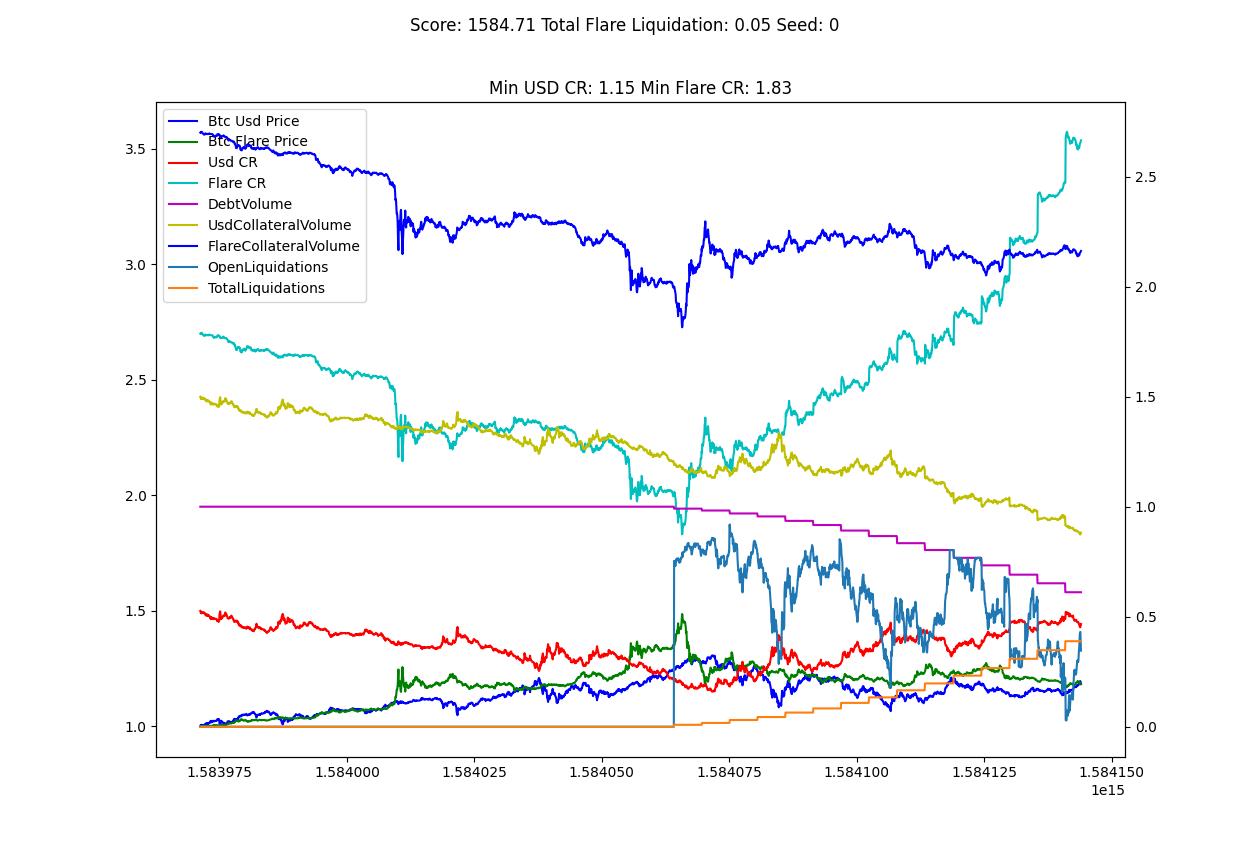 Score: 1584.71 Total Flare Liquidation: 0.05 Seed: 0
Min USD CR: 1.15 Min Flare CR: 1.83
Btc Usd Price
Btc Flare Price
Usd CR
Flare CR
DebtVolume
UsdCollateralVolume
FlareCollateralVolume
OpenLiquidations
TotalLiquidations
3.5
3.0
2.5
2.0
1.5
1.0
2.5
2.0
1.5
1.0
0.5
0.0
1.583975 1.584000 1.584025 1.584050 1.584075 1.584100 1.584125 1.584150
1e15